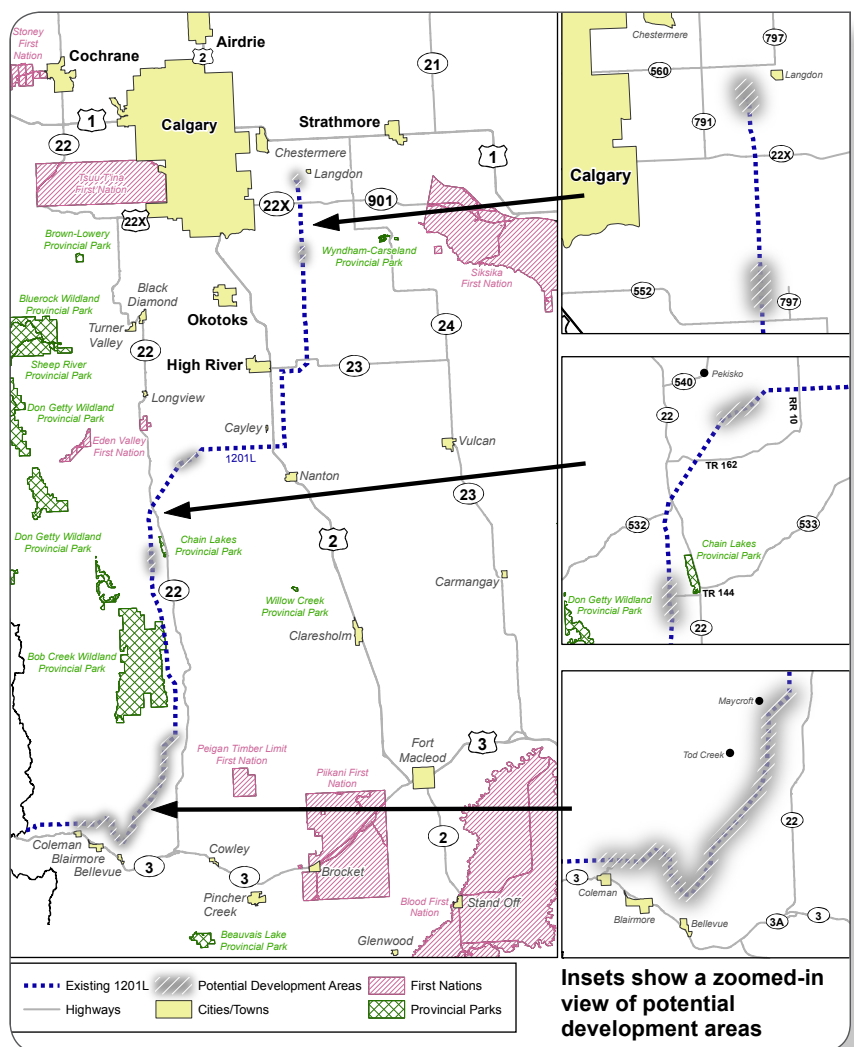 Stoney
First
Nation
Cochrane
Airdrie
2
21
1
22
Calgary
Strathmore
Chestermere
Langdon
1
Tsuu T'ina
First Nation
22X
901
22X
Brown-Lowery
Provincial Park
Wyndham-Carseland
Provincial Park
Siksika
First Nation
Bluerock Wildland
Provincial Park
Black
Diamond
Turner
Valley
Okotoks
24
22
Sheep River
Provincial Park
High River
23
Longview
Don Getty Wildland
Provincial Park
Cayley
Eden Valley
First Nation
1201L
Vulcan
Nanton
23
2
Don Getty Wildland
Provincial Park
Chain Lakes
Provincial Park
22
Willow Creek
Provincial Park
Carmangay
Claresholm
Bob Creek Wildland
Provincial Park
Peigan Timber Limit
First Nation
Fort
Macleod
3
Piikani First
Nation
Coleman
Blairmore
Bellevue
3
Cowley
3
Brocket
2
Pincher
Creek
Blood First
Nation
Stand Off
Beauvais Lake
Provincial Park
Glenwood
Chestermere
797
560
Langdon
791
22X
Calgary
552
797
540
Pekisko
22
RR 10
TR 162
532
533
Chain Lakes
Provincial Park
Don Getty Wildland
Provincial Park
TR 144
22
Maycroft
Tod Creek
22
3
Coleman
Blairmore
Bellevue
3A
3
Existing 1201L
Potential Development Areas
First Nations
Highways
Cities/Towns
Provincial Parks
Insets show a zoomed-in
view of potential
development areas